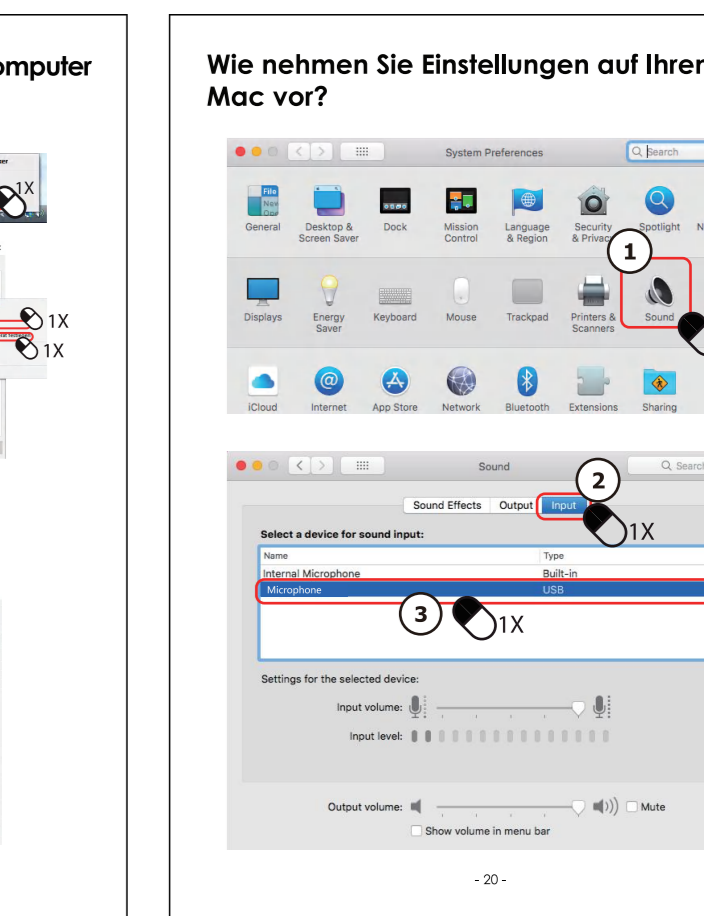 omputer
1X
1X
1X
Wie nehmen Sie Einstellungen auf Ihrer
Mac vor?
System Preferences
Search
File
New
General
Desktop &
Screen Saver
Dock
Mission
Control
Language
& Region
Security
& Privacy
Spotlight
N
1
Displays
Energy
Saver
Keyboard
Mouse
Trackpad
Printers &
Scanners
Sound
iCloud
Internet
App Store
Network
Bluetooth
Extensions
Sharing
Sound
Search
2
Sound Effects
Output
Input
1X
Select a device for sound input:
Name
Type
Internal Microphone
Built-in
Microphone
USB
3
1X
Settings for the selected device:
Input volume:
Input level:
Output volume:
Mute
Show volume in menu bar
- 20 -